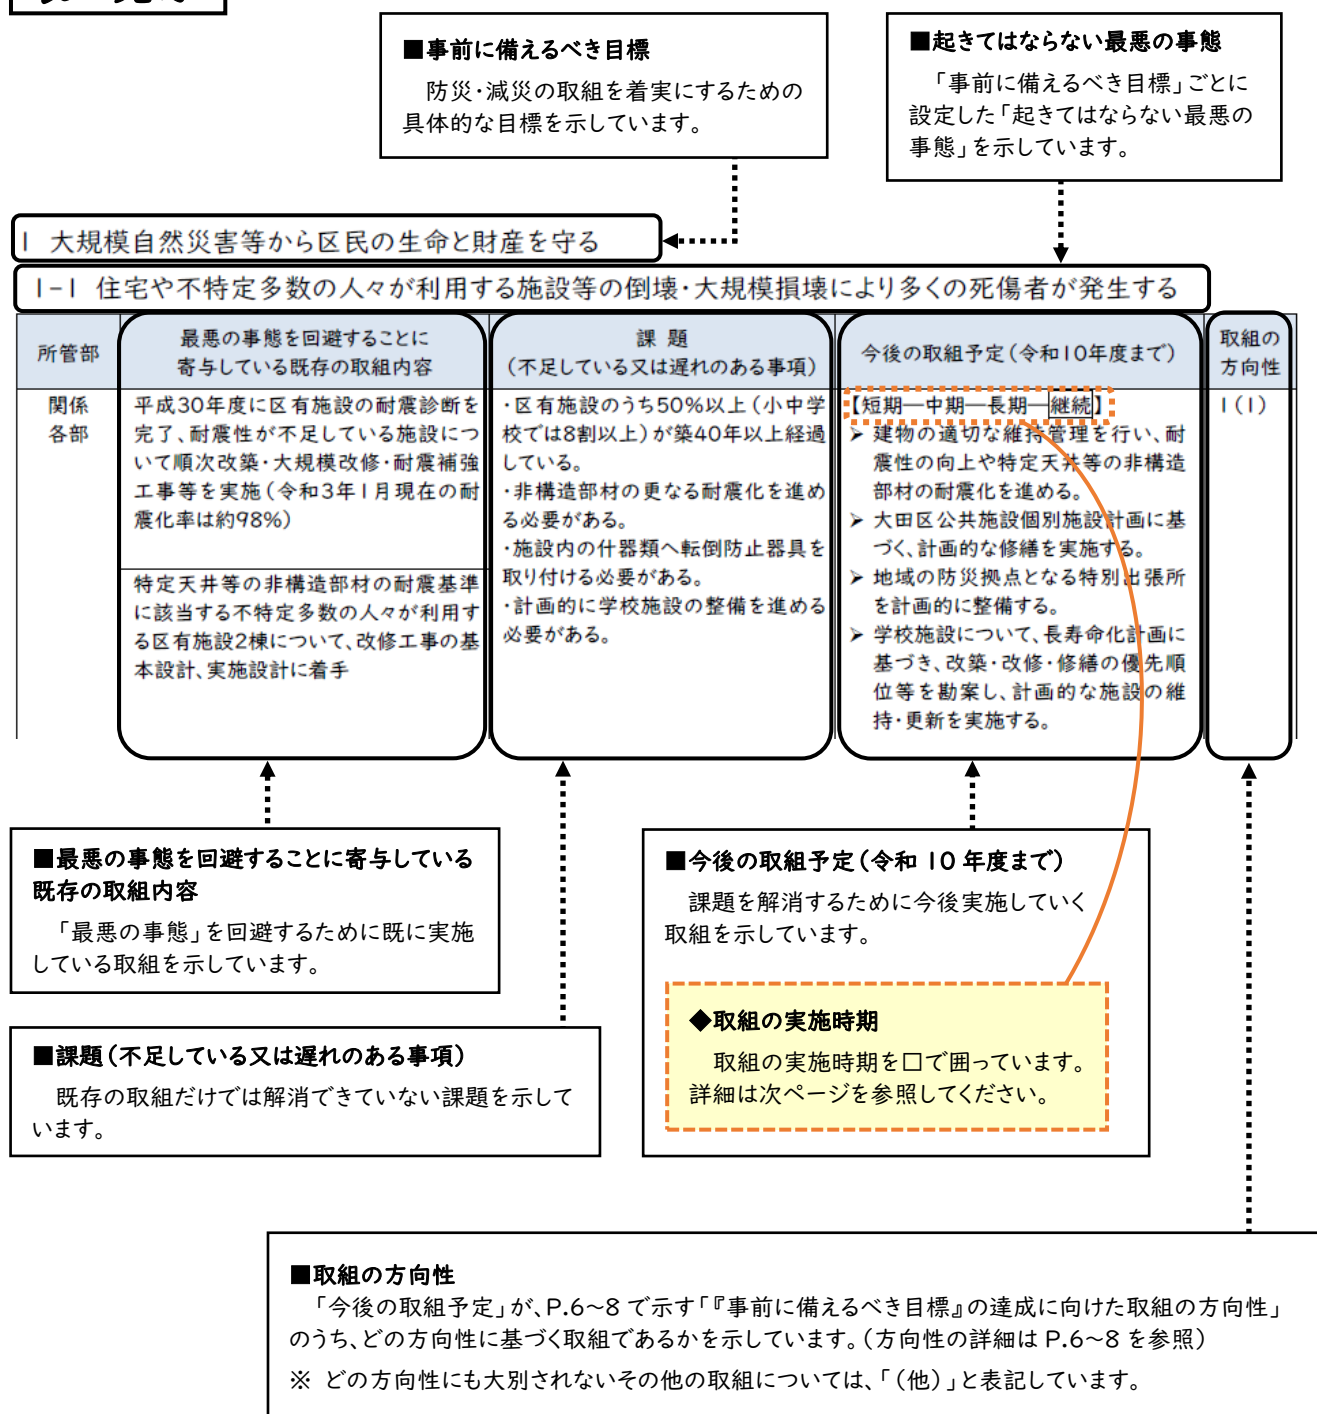 ■事前に備えるべき目標
防災・減災の取組を着実にするための
具体的な目標を示しています。
■起きてはならない最悪の事態
「事前に備えるべき目標」ごとに
設定した「起きてはならない最悪の
事態」を示しています。
1 大規模自然災害等から区民の生命と財産を守る
1-1 住宅や不特定多数の人々が利用する施設等の倒壊・大規模損壊により多くの死傷者が発生する
所管部
最悪の事態を回避することに
寄与している既存の取組内容
課 題
(不足している又は遅れのある事項)
今後の取組予定(令和10年度まで)
取組の
方向性
関係
各部
平成30年度に区有施設の耐震診断を
完了、耐震性が不足している施設につ
いて順次改築・大規模改修・耐震補強
工事等を実施(令和3年1月現在の耐
震化率は約98%)
特定天井等の非構造部材の耐震基準
に該当する不特定多数の人々が利用す
る区有施設2棟について、改修工事の基
本設計、実施設計に着手
・区有施設のうち50%以上(小中学
校では8割以上)が築40年以上経過
している。
・非構造部材の更なる耐震化を進め
る必要がある。
・施設内の什器類へ転倒防止器具を
取り付ける必要がある。
・計画的に学校施設の整備を進める
必要がある。
【短期―中期―長期―継続】
➢ 建物の適切な維持管理を行い、耐
震性の向上や特定天井等の非構造
部材の耐震化を進める。
➢ 大田区公共施設個別施設計画に基
づく、計画的な修繕を実施する。
➢ 地域の防災拠点となる特別出張所
を計画的に整備する。
➢ 学校施設について、長寿命化計画に
基づき、改築・改修・修繕の優先順
位等を勘案し、計画的な施設の維
持・更新を実施する。
1(1)
■最悪の事態を回避することに寄与している
既存の取組内容
「最悪の事態」を回避するために既に実施
している取組を示しています。
■課題(不足している又は遅れのある事項)
既存の取組だけでは解消できていない課題を示して
います。
■今後の取組予定(令和 10 年度まで)
課題を解消するために今後実施していく
取組を示しています。
◆取組の実施時期
取組の実施時期を□で囲っています。
詳細は次ページを参照してください。
■取組の方向性
「今後の取組予定」が、P.6~8 で示す「『事前に備えるべき目標』の達成に向けた取組の方向性」
のうち、どの方向性に基づく取組であるかを示しています。(方向性の詳細は P.6~8 を参照)
※ どの方向性にも大別されないその他の取組については、「(他)」と表記しています。